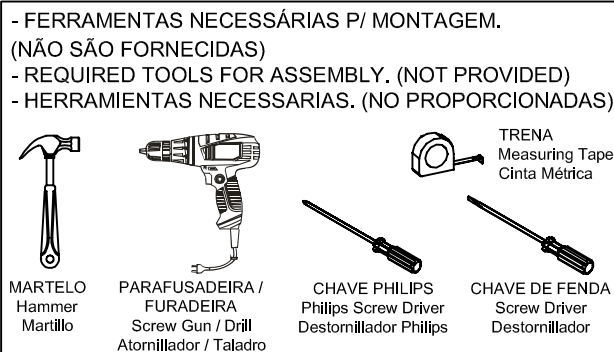 - FERRAMENTAS NECESSÁRIAS P/ MONTAGEM.
(NÃO SÃO FORNECIDAS)
- REQUIRED TOOLS FOR ASSEMBLY. (NOT PROVIDED)
- HERRAMIENTAS NECESSARIAS. (NO PROPORCIONADAS)
TRENA
Measuring Tape
Cinta Métrica
MARTELO
Hammer
Martillo
PARAFUSADEIRA /
FURADEIRA
Screw Gun / Drill
Atornillador / Taladro
CHAVE PHILIPS
Philips Screw Driver
Destornillador Philips
CHAVE DE FENDA
Screw Driver
Destornillador